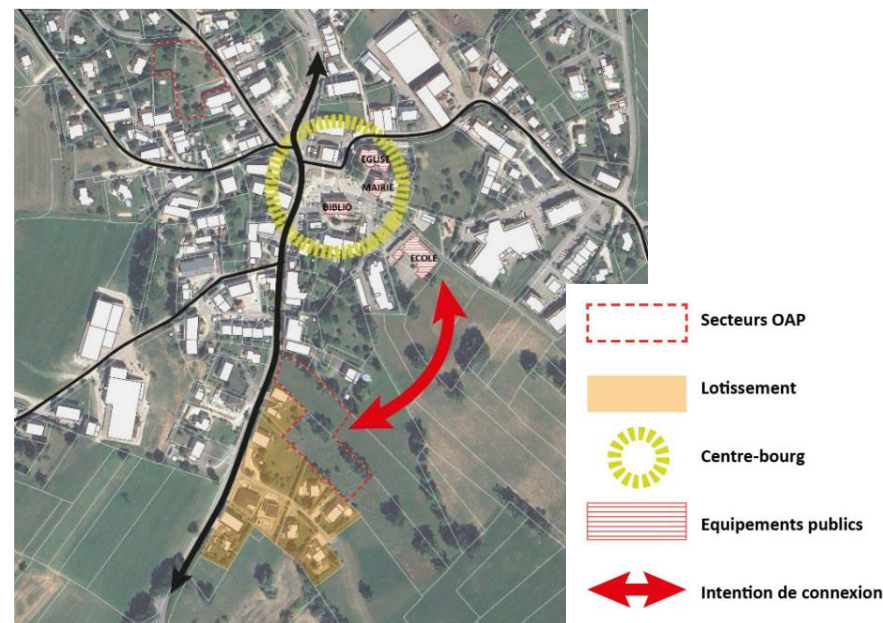 EGLISE
MAIRIE
BIBLIO
ECOLE
Secteurs OAP
Lotissement
Centre-bourg
Equipements publics
Intention de connexion